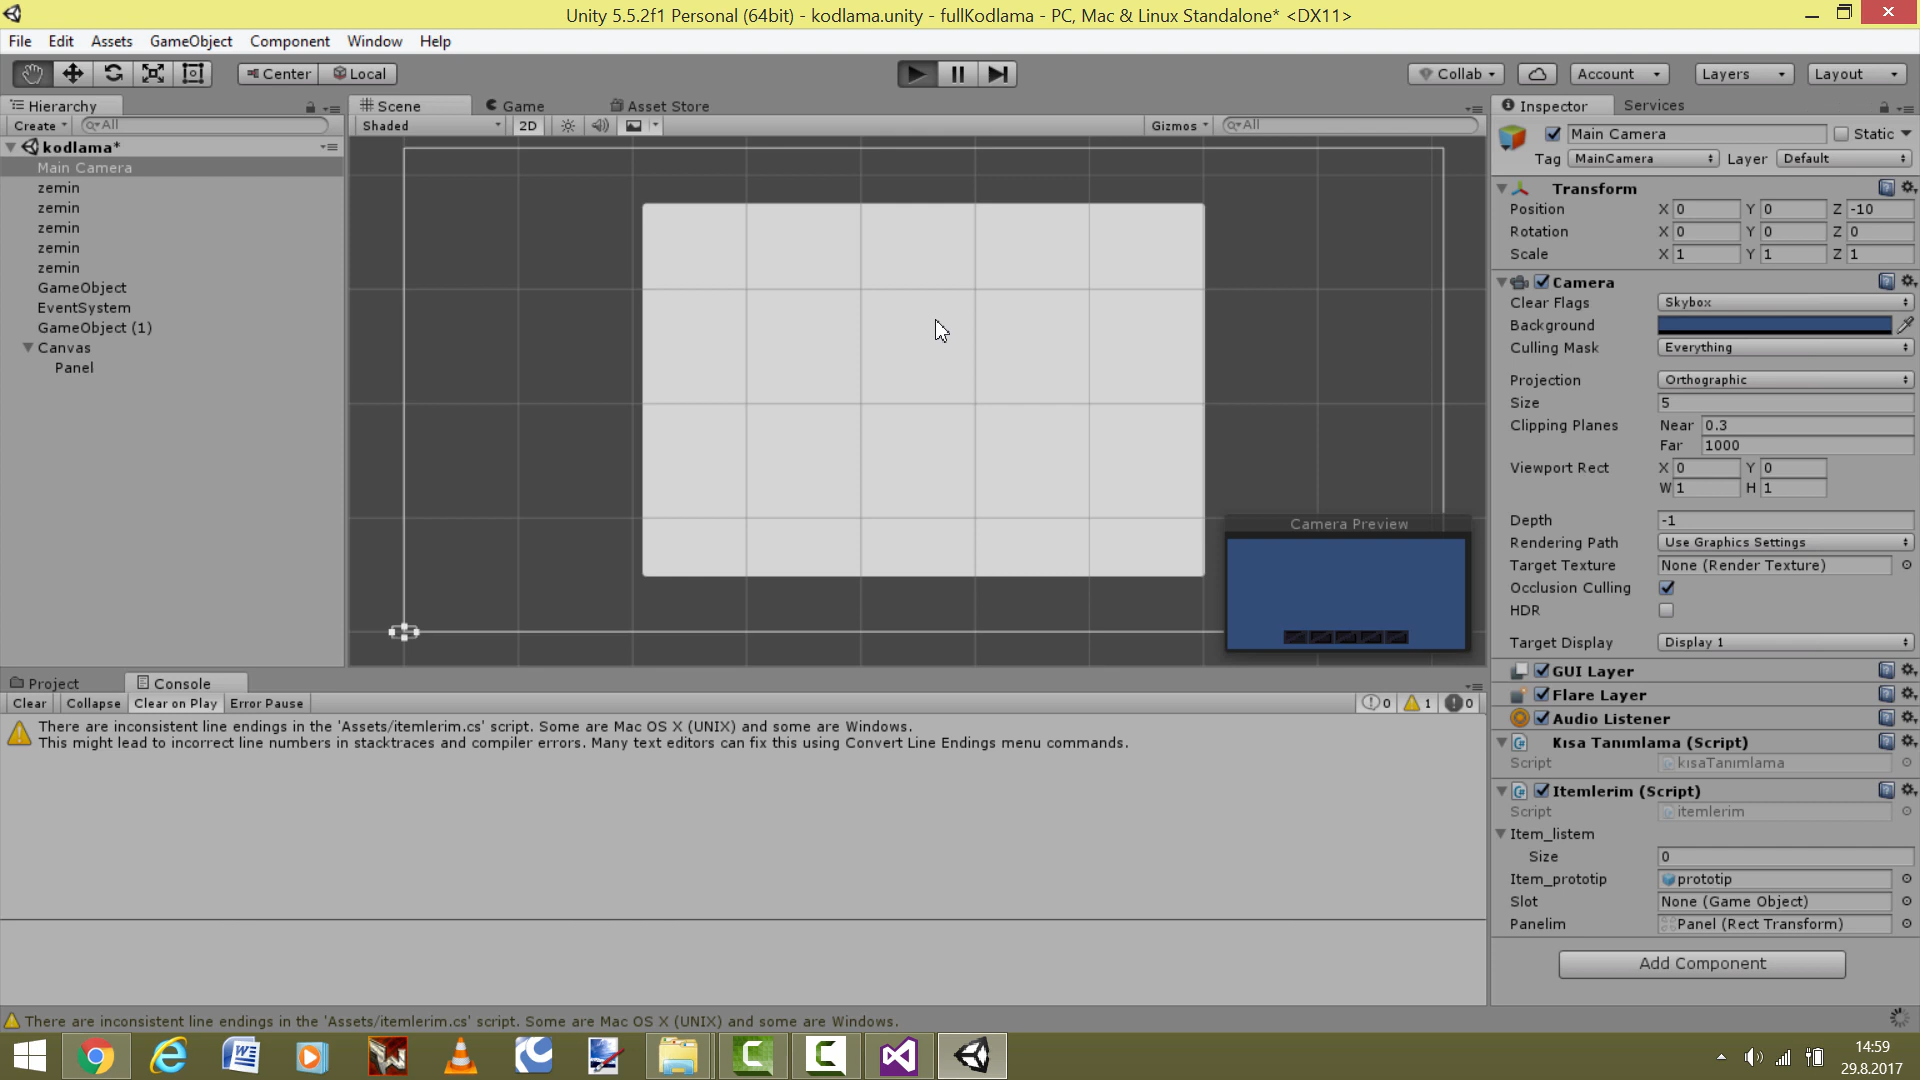 Unity 5.5.2f1 Personal (64bit) - kodlama.unity - fullKodlama - PC, Mac & Linux Standalone* <DX11>
File Edit Assets GameObject Component Window Help
Center Local Collab Account Layers Layout
Hierarchy
Create All
kodlama*
Main Camera
zemin
zemin
zemin
zemin
zemin
GameObject
EventSystem
GameObject (1)
Canvas
Panel
Scene Game Asset Store
Shaded 2D Gizmos All
Camera Preview
Inspector Services
Main Camera Static
Tag MainCamera Layer Default
Transform
Position X 0 Y 0 Z -10
Rotation X 0 Y 0 Z 0
Scale X 1 Y 1 Z 1
Camera
Clear Flags Skybox
Background
Culling Mask Everything
Projection Orthographic
Size 5
Clipping Planes Near 0.3
Far 1000
Viewport Rect X 0 Y 0
W 1 H 1
Depth -1
Rendering Path Use Graphics Settings
Target Texture None (Render Texture)
Occlusion Culling
HDR
Target Display Display 1
GUI Layer
Flare Layer
Audio Listener
Kısa Tanımlama (Script)
Script kısaTanımlama
Itemlerim (Script)
Script itemlerim
Item_listem
Size 0
Item_prototip prototip
Slot None (Game Object)
Panelim Panel (Rect Transform)
Add Component
Project Console
Clear Collapse Clear on Play Error Pause 0 1 0
There are inconsistent line endings in the 'Assets/itemlerim.cs' script. Some are Mac OS X (UNIX) and some are Windows.
This might lead to incorrect line numbers in stacktraces and compiler errors. Many text editors can fix this using Convert Line Endings menu commands.
There are inconsistent line endings in the 'Assets/itemlerim.cs' script. Some are Mac OS X (UNIX) and some are Windows.
14:59
29.8.2017